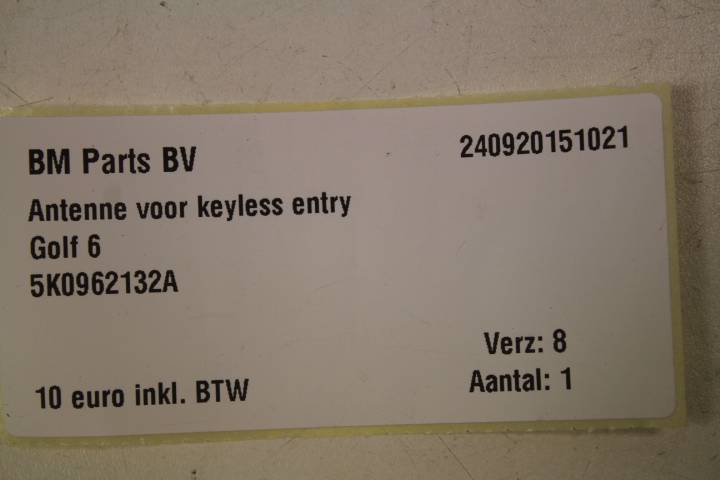 BM Parts BV
240920151021
Antenne voor keyless entry
Golf 6
5K0962132A
Verz: 8
10 euro inkl. BTW
Aantal: 1